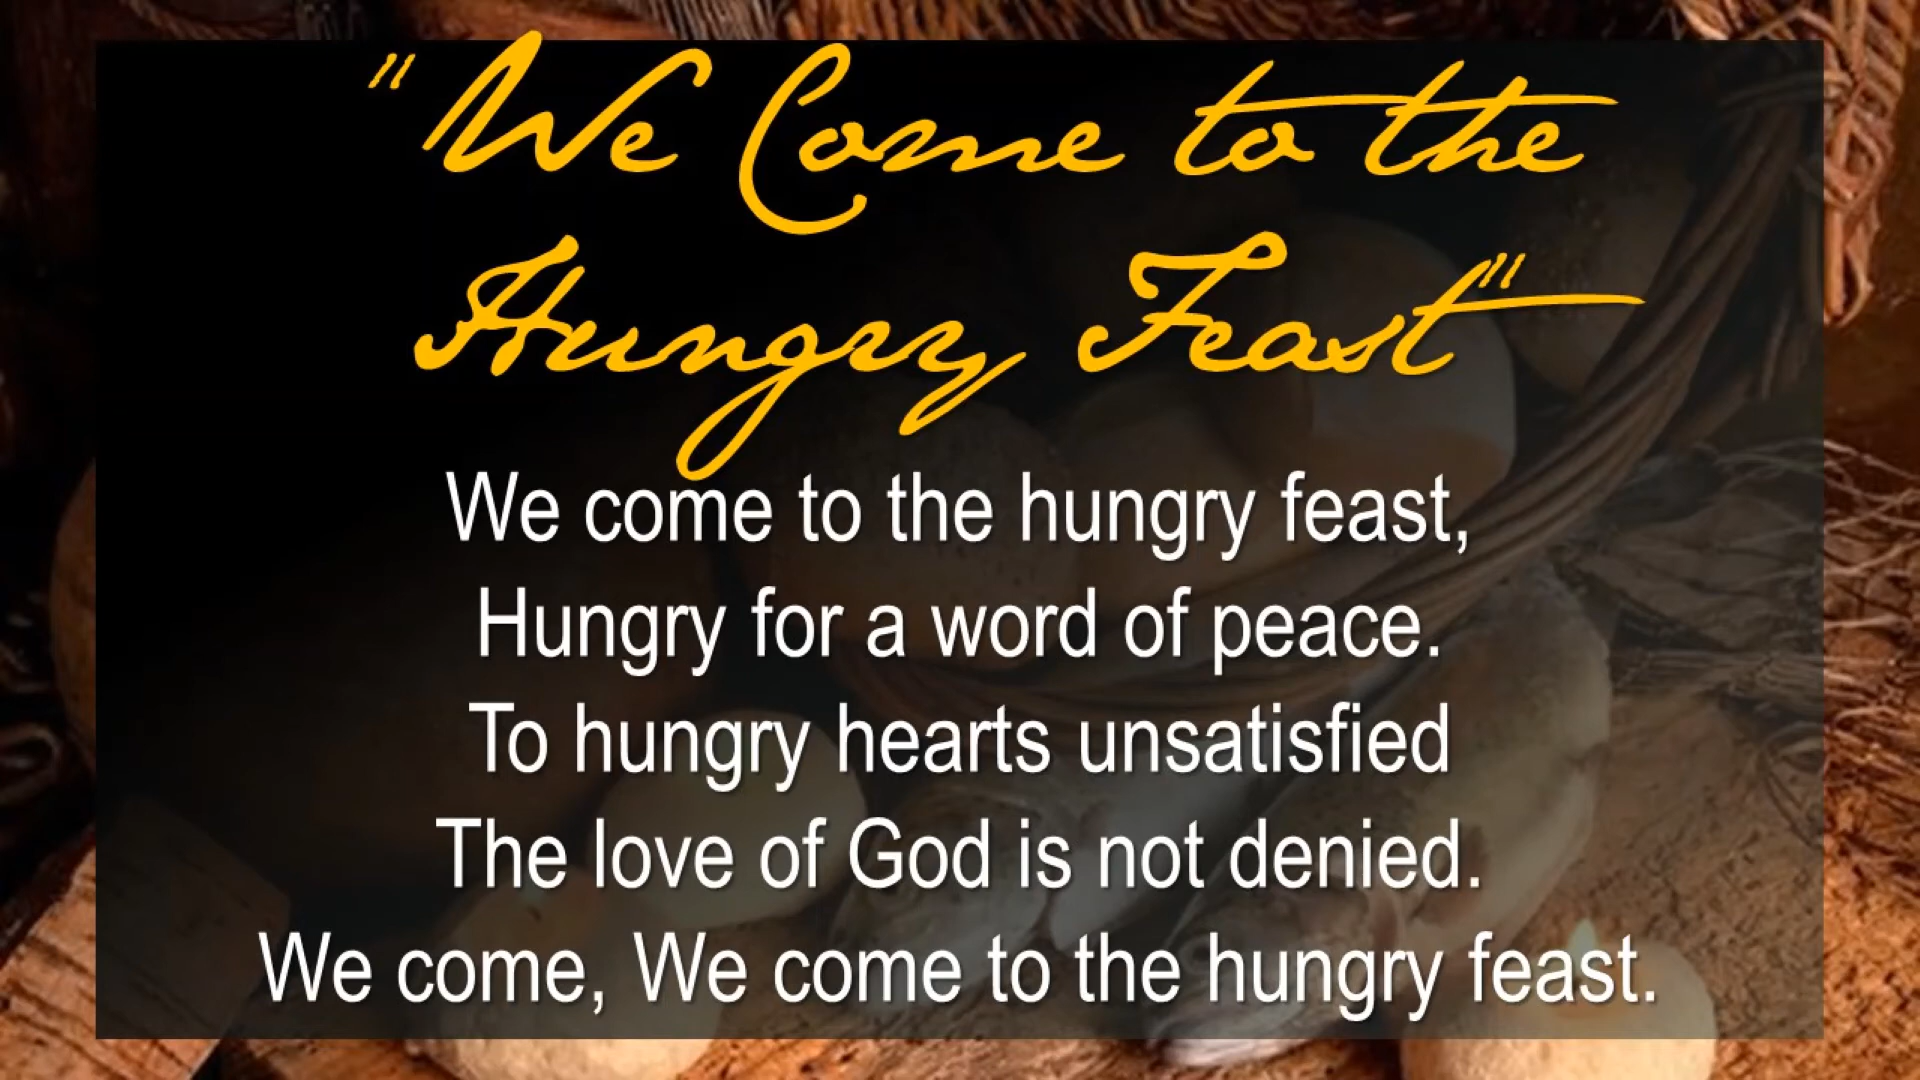 "We Come to the
Hungry Feast"
We come to the hungry feast,
Hungry for a word of peace.
To hungry hearts unsatisfied
The love of God is not denied.
We come, We come to the hungry feast.